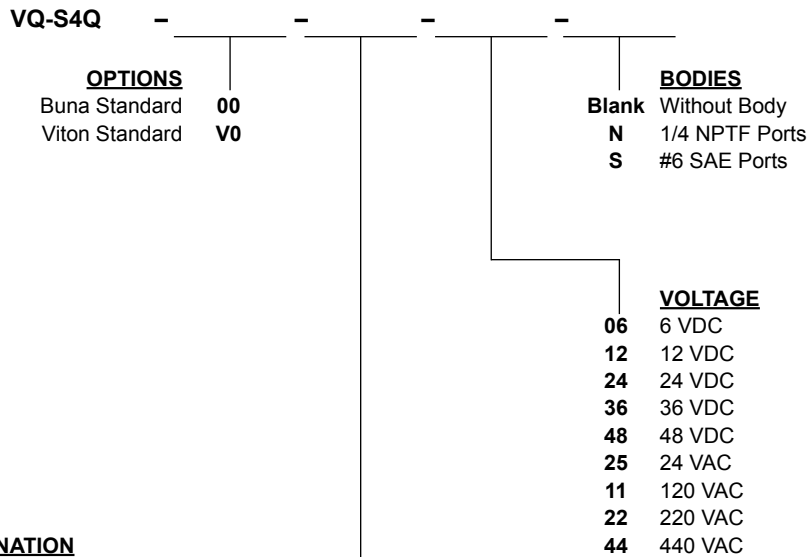 VQ-S4Q – – – –
OPTIONS
Buna Standard 00
Viton Standard V0
BODIES
Blank Without Body
N 1/4 NPTF Ports
S #6 SAE Ports
VOLTAGE
06 6 VDC
12 12 VDC
24 24 VDC
36 36 VDC
48 48 VDC
25 24 VAC
11 120 VAC
22 220 VAC
44 440 VAC
NATION